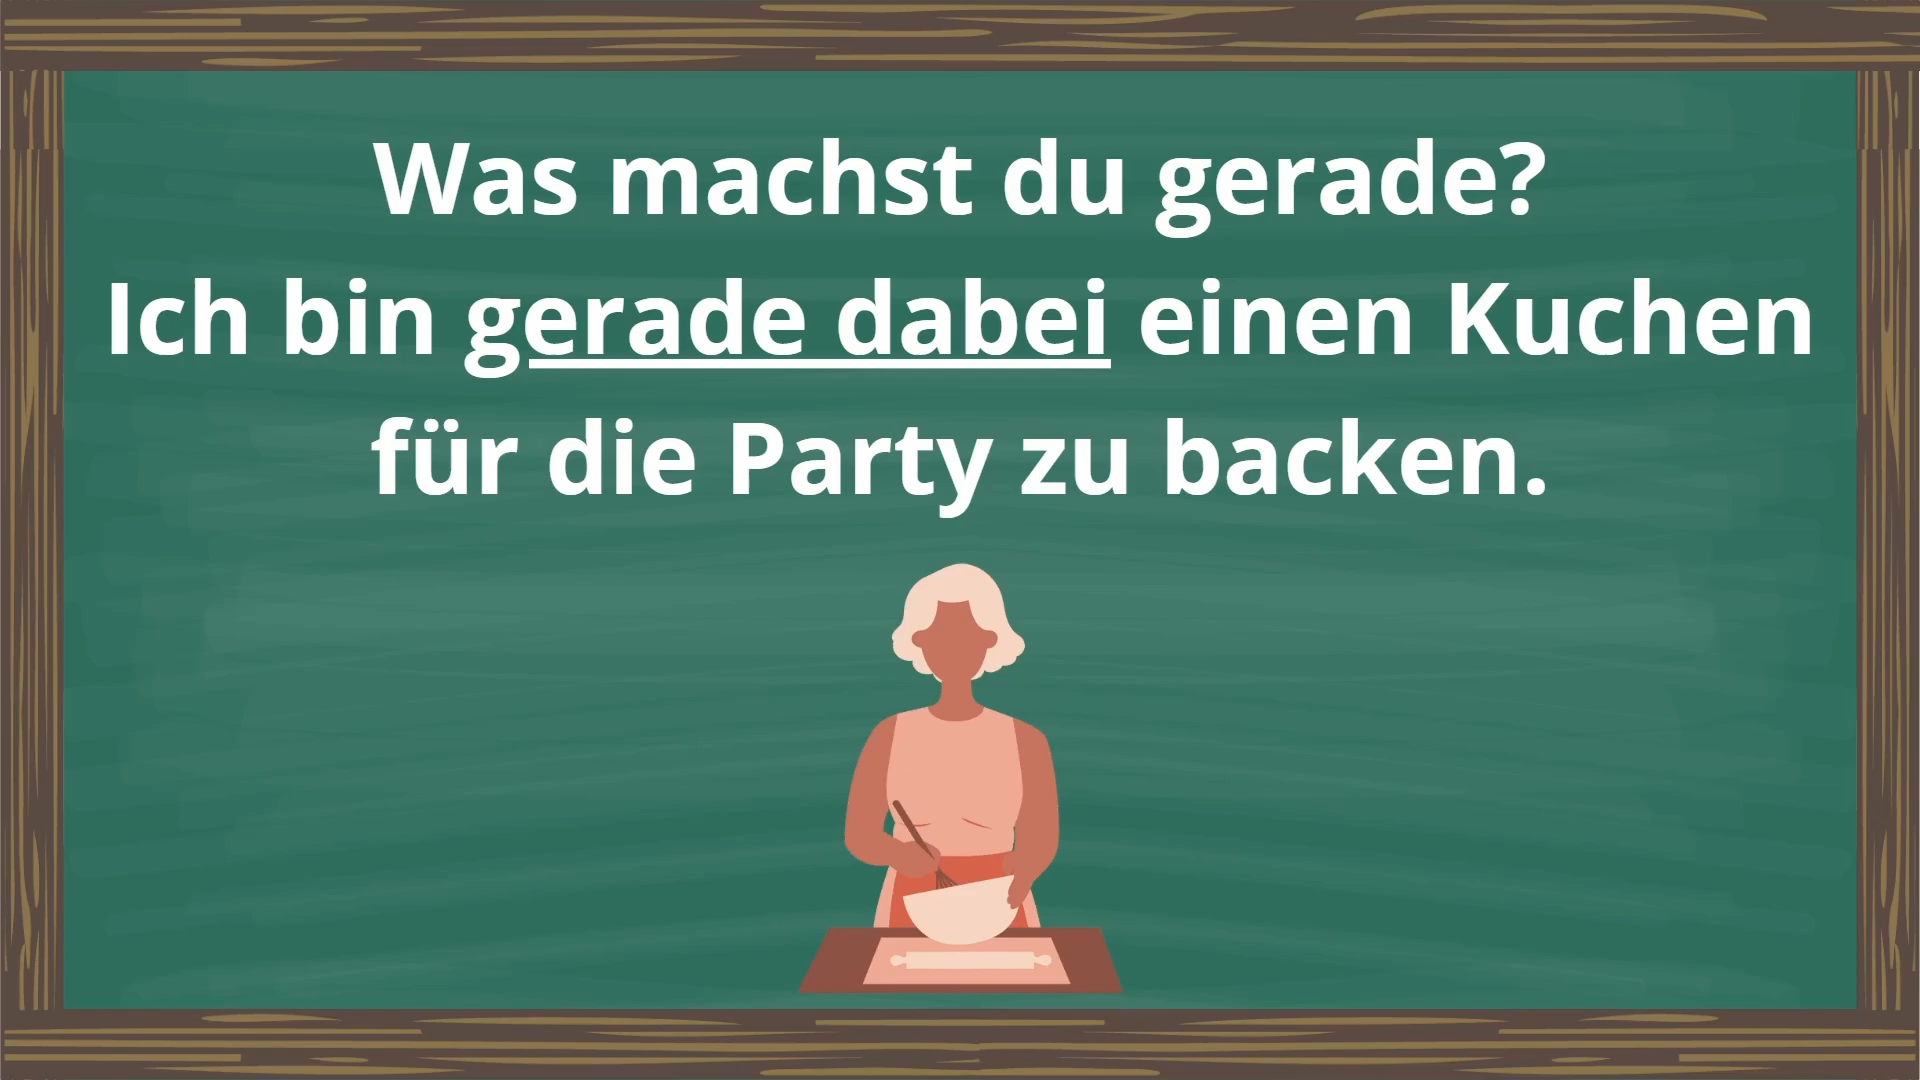 Was machst du gerade?
Ich bin gerade dabei einen Kuchen
für die Party zu backen.